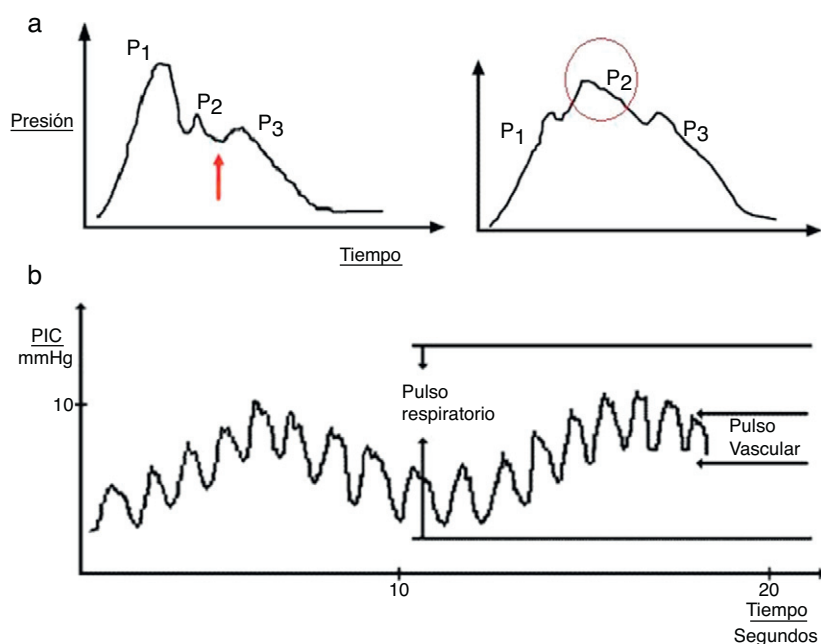 a
P1
P2
P3
Presión
Tiempo
P1
P2
P3
b
PIC
mmHg
10
Pulso
respiratorio
Pulso
Vascular
10
20
Tiempo
Segundos